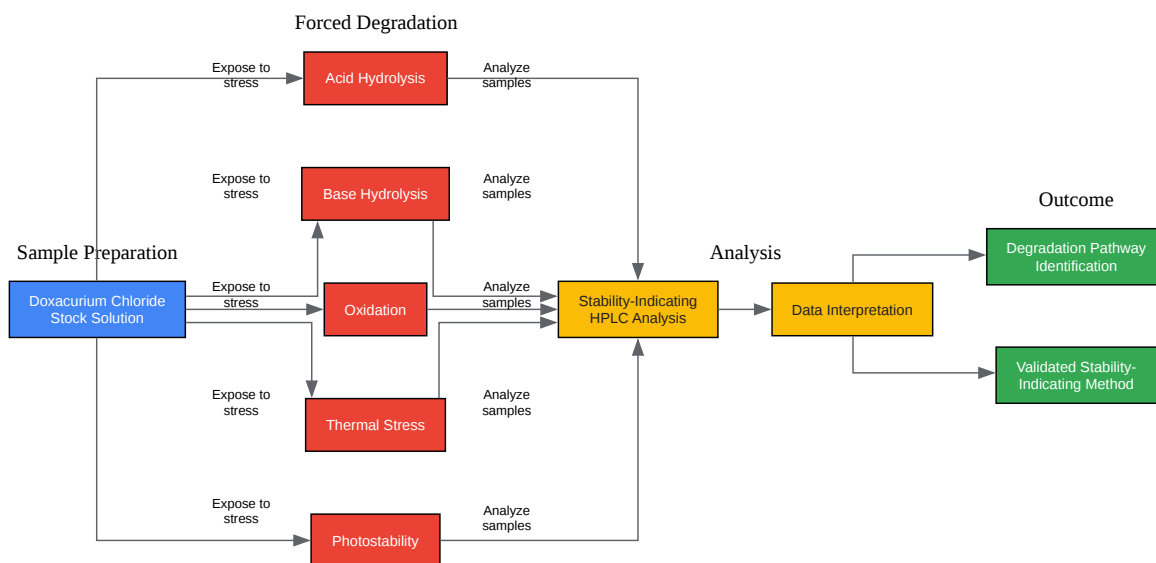 Forced Degradation
Expose to
stress
Acid Hydrolysis
Analyze
samples
Expose to
stress
Base Hydrolysis
Analyze
samples
Sample Preparation
Doxacurium Chloride
Stock Solution
Expose to
stress
Oxidation
Analyze
samples
Stability-Indicating
HPLC Analysis
Analysis
Data Interpretation
Outcome
Degradation Pathway
Identification
Validated Stability-
Indicating Method
Expose to
stress
Thermal Stress
Analyze
samples
Expose to
stress
Photostability
Analyze
samples